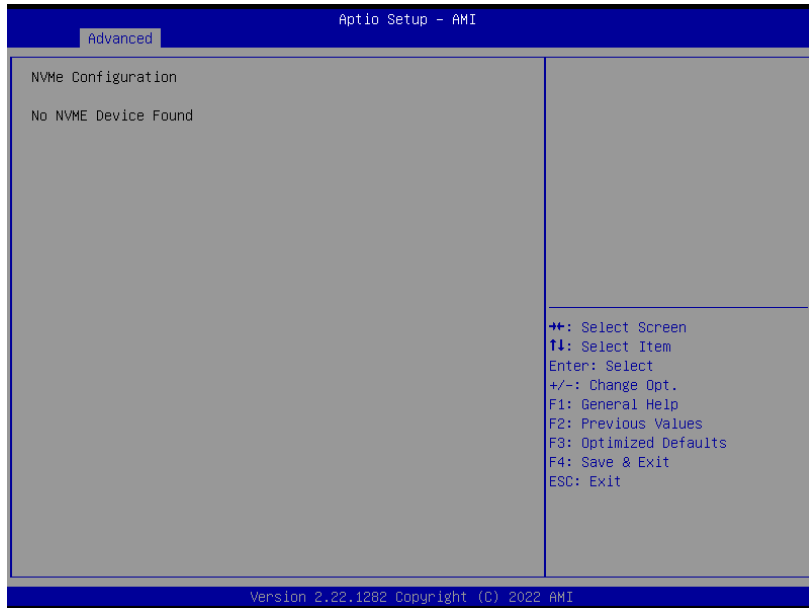 Aptio Setup – AMI
Advanced
NVMe Configuration
No NVME Device Found
→←: Select Screen
↑↓: Select Item
Enter: Select
+/-: Change Opt.
F1: General Help
F2: Previous Values
F3: Optimized Defaults
F4: Save & Exit
ESC: Exit
Version 2.22.1282 Copyright (C) 2022 AMI